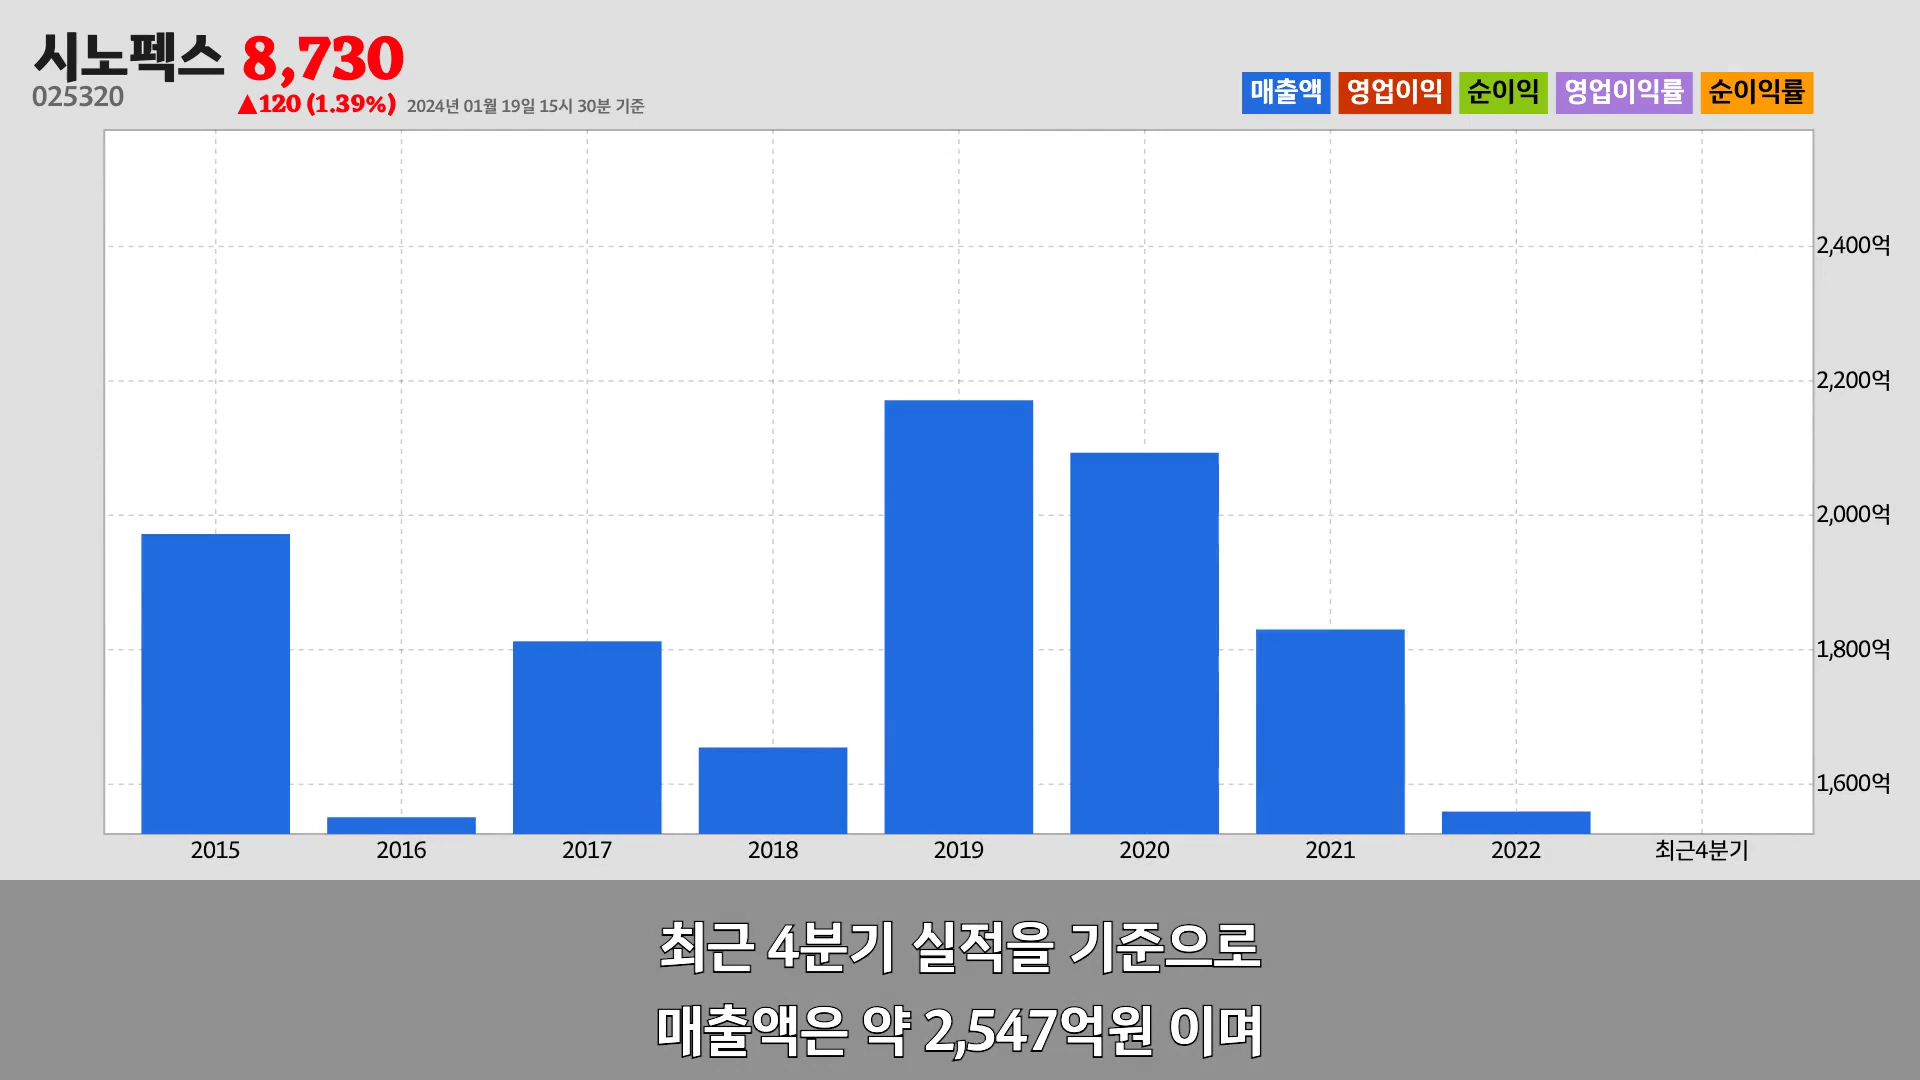 시노펙스 8,730
025320
▲120 (1.39%) 2024년 01월 19일 15시 30분 기준
매출액 영업이익 순이익 영업이익률 순이익률
2,400억
2,200억
2,000억
1,800억
1,600억
2015 2016 2017 2018 2019 2020 2021 2022 최근4분기
최근 4분기 실적을 기준으로
매출액은 약 2,547억원 이며